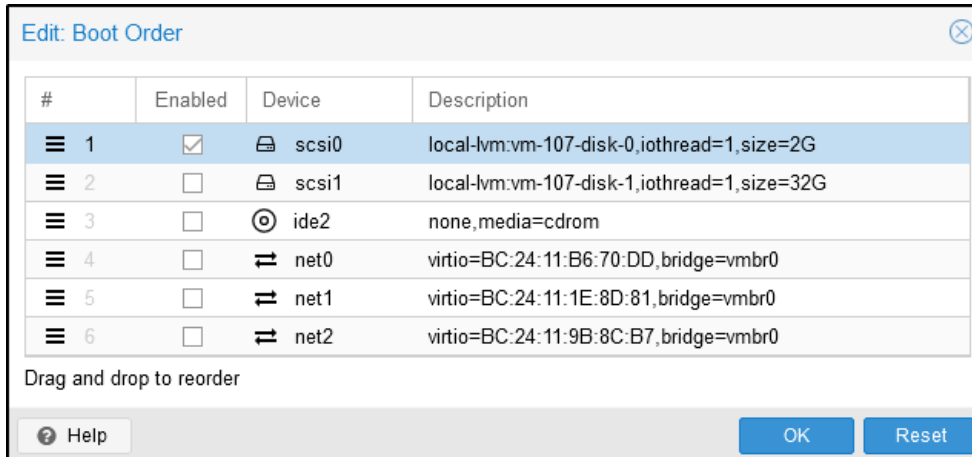 Edit: Boot Order
# Enabled Device Description
1 scsi0 local-lvm:vm-107-disk-0,iothread=1,size=2G
2 scsi1 local-lvm:vm-107-disk-1,iothread=1,size=32G
3 ide2 none,media=cdrom
4 net0 virtio=BC:24:11:B6:70:DD,bridge=vmbr0
5 net1 virtio=BC:24:11:1E:8D:81,bridge=vmbr0
6 net2 virtio=BC:24:11:9B:8C:B7,bridge=vmbr0
Drag and drop to reorder
Help OK Reset